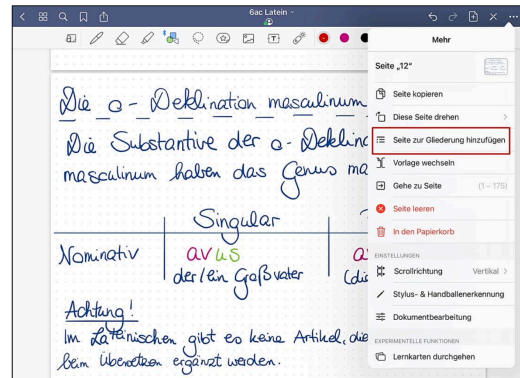 6ac Latein
Mehr
Seite „12“
Seite kopieren
Diese Seite drehen
Seite zur Gliederung hinzufügen
Vorlage wechseln
Gehe zu Seite (1 – 175)
Seite leeren
In den Papierkorb
EINSTELLUNGEN
Scrollrichtung Vertikal
Stylus- & Handballenerkennung
Dokumentbearbeitung
EXPERIMENTELLE FUNKTIONEN
Lernkarten durchgehen
Die o - Deklination masculinum
Die Substantive der o-Deklina
masculinum haben das Genus ma
Singular
Nominativ avus a
der/ein Großvater (die
Achtung!
Im Lateinischen gibt es keine Artikel, die
beim Übersetzen ergänzt werden.